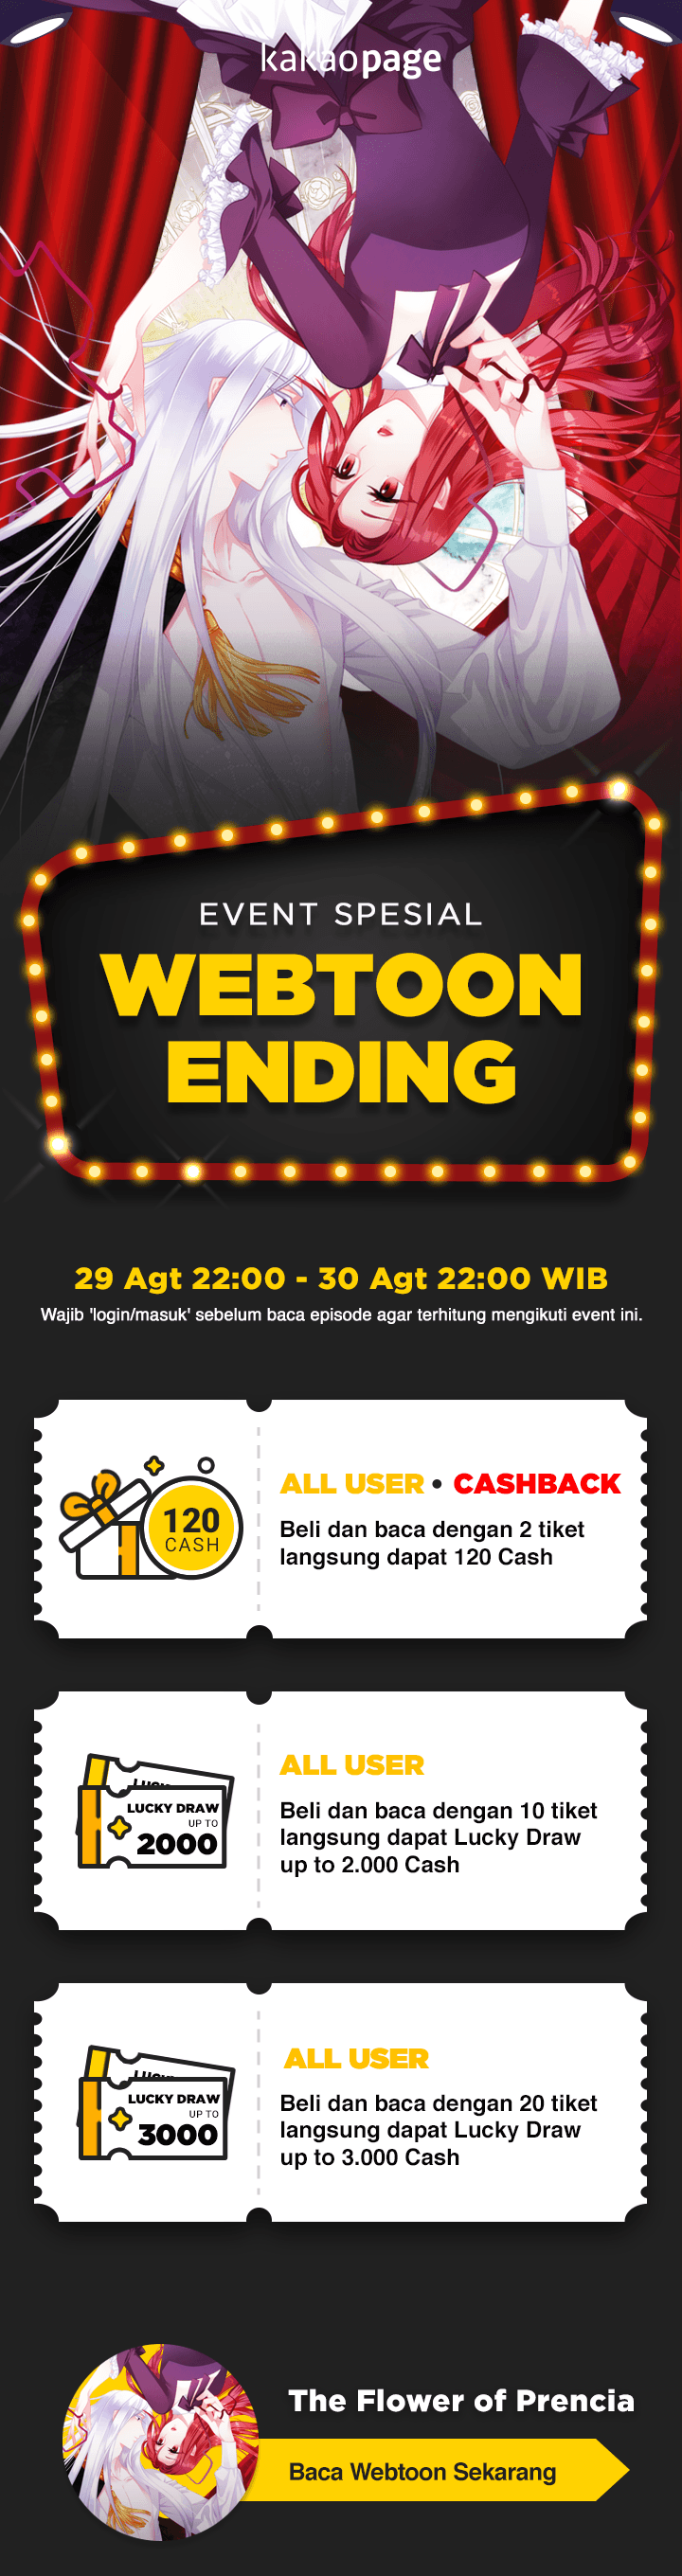 kakaopage
EVENT SPESIAL
WEBTOON
ENDING
29 Agt 22:00 - 30 Agt 22:00 WIB
Wajib 'login/masuk' sebelum baca episode agar terhitung mengikuti event ini.
120
CASH
ALL USER • CASHBACK
Beli dan baca dengan 2 tiket
langsung dapat 120 Cash
LUCKY DRAW
UP TO
2000
ALL USER
Beli dan baca dengan 10 tiket
langsung dapat Lucky Draw
up to 2.000 Cash
LUCKY DRAW
UP TO
3000
ALL USER
Beli dan baca dengan 20 tiket
langsung dapat Lucky Draw
up to 3.000 Cash
The Flower of Prencia
Baca Webtoon Sekarang